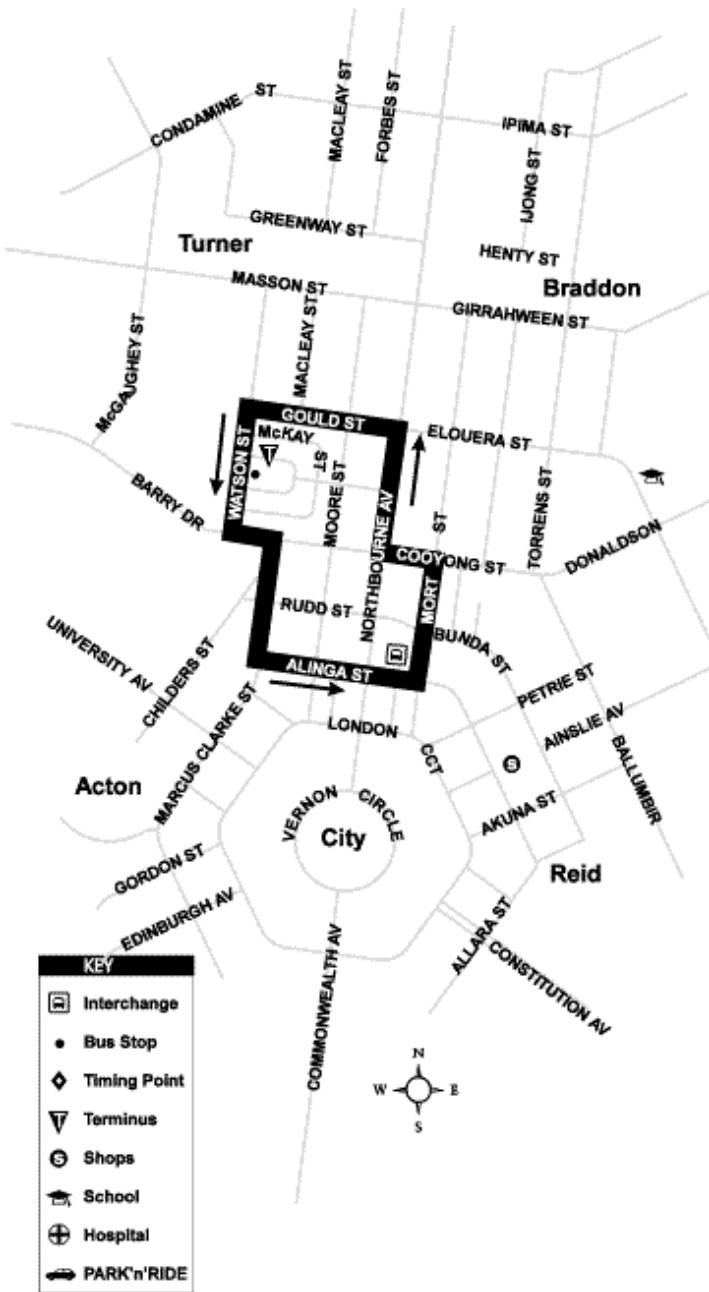 MACLEAY ST
FORBES ST
CONDAMINE ST
IPIMA ST
IJONG ST
GREENWAY ST
Turner
HENTY ST
MASSON ST
Braddon
GIRRAHWEEN ST
MACLEAY ST
McGAUGHEY ST
GOULD ST
ELOUERA ST
McKAY ST
T
WATSON ST
MOORE ST
BARRY DR
NORTHBOURNE AV
TORRENS ST
COOYONG ST
DONALDSON
MORT ST
RUDD ST
BUNDA ST
UNIVERSITY AV
CHILDERS ST
ALINGA ST
PETRIE ST
MARCUS CLARKE ST
LONDON CCT
AINSLIE AV
S
BALLUMBIR
Acton
VERNON CIRCLE
City
AKUNA ST
GORDON ST
Reid
EDINBURGH AV
ALLARA ST
CONSTITUTION AV
COMMONWEALTH AV
KEY
Interchange
Bus Stop
Timing Point
T Terminus
S Shops
School
Hospital
PARK'n'RIDE
N
W E
S